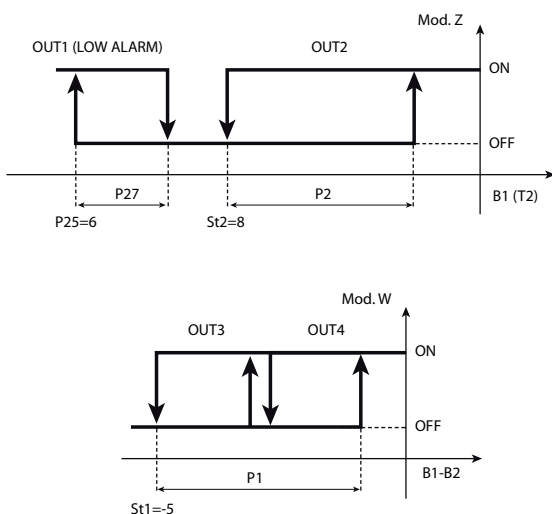 Mod. Z
OUT1 (LOW ALARM)
OUT2
ON
OFF
P27
P2
B1 (T2)
P25=6
St2=8
Mod. W
OUT3
OUT4
ON
OFF
P1
B1-B2
St1=-5